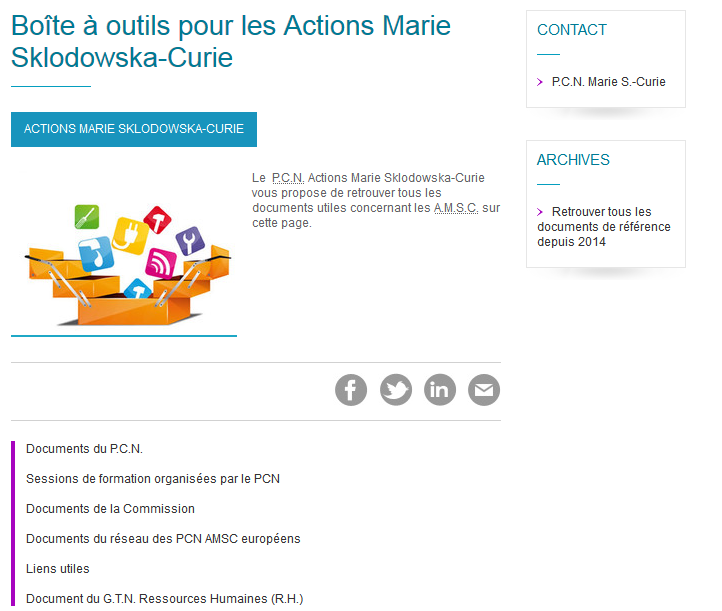 Boîte à outils pour les Actions Marie
Sklodowska-Curie
ACTIONS MARIE SKLODOWSKA-CURIE
Le P.C.N. Actions Marie Sklodowska-Curie
vous propose de retrouver tous les
documents utiles concernant les A.M.S.C. sur
cette page.
Documents du P.C.N.
Sessions de formation organisées par le PCN
Documents de la Commission
Documents du réseau des PCN AMSC européens
Liens utiles
Document du G.T.N. Ressources Humaines (R.H.)
CONTACT
P.C.N. Marie S.-Curie
ARCHIVES
Retrouver tous les
documents de référence
depuis 2014